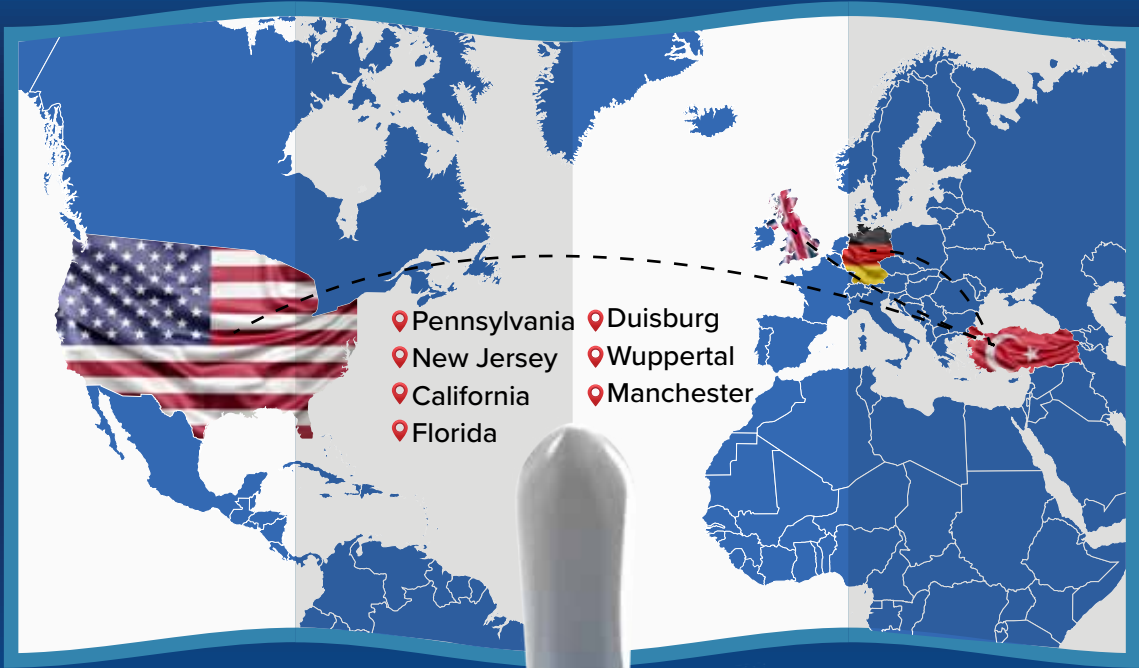 Pennsylvania
New Jersey
California
Florida
Duisburg
Wuppertal
Manchester